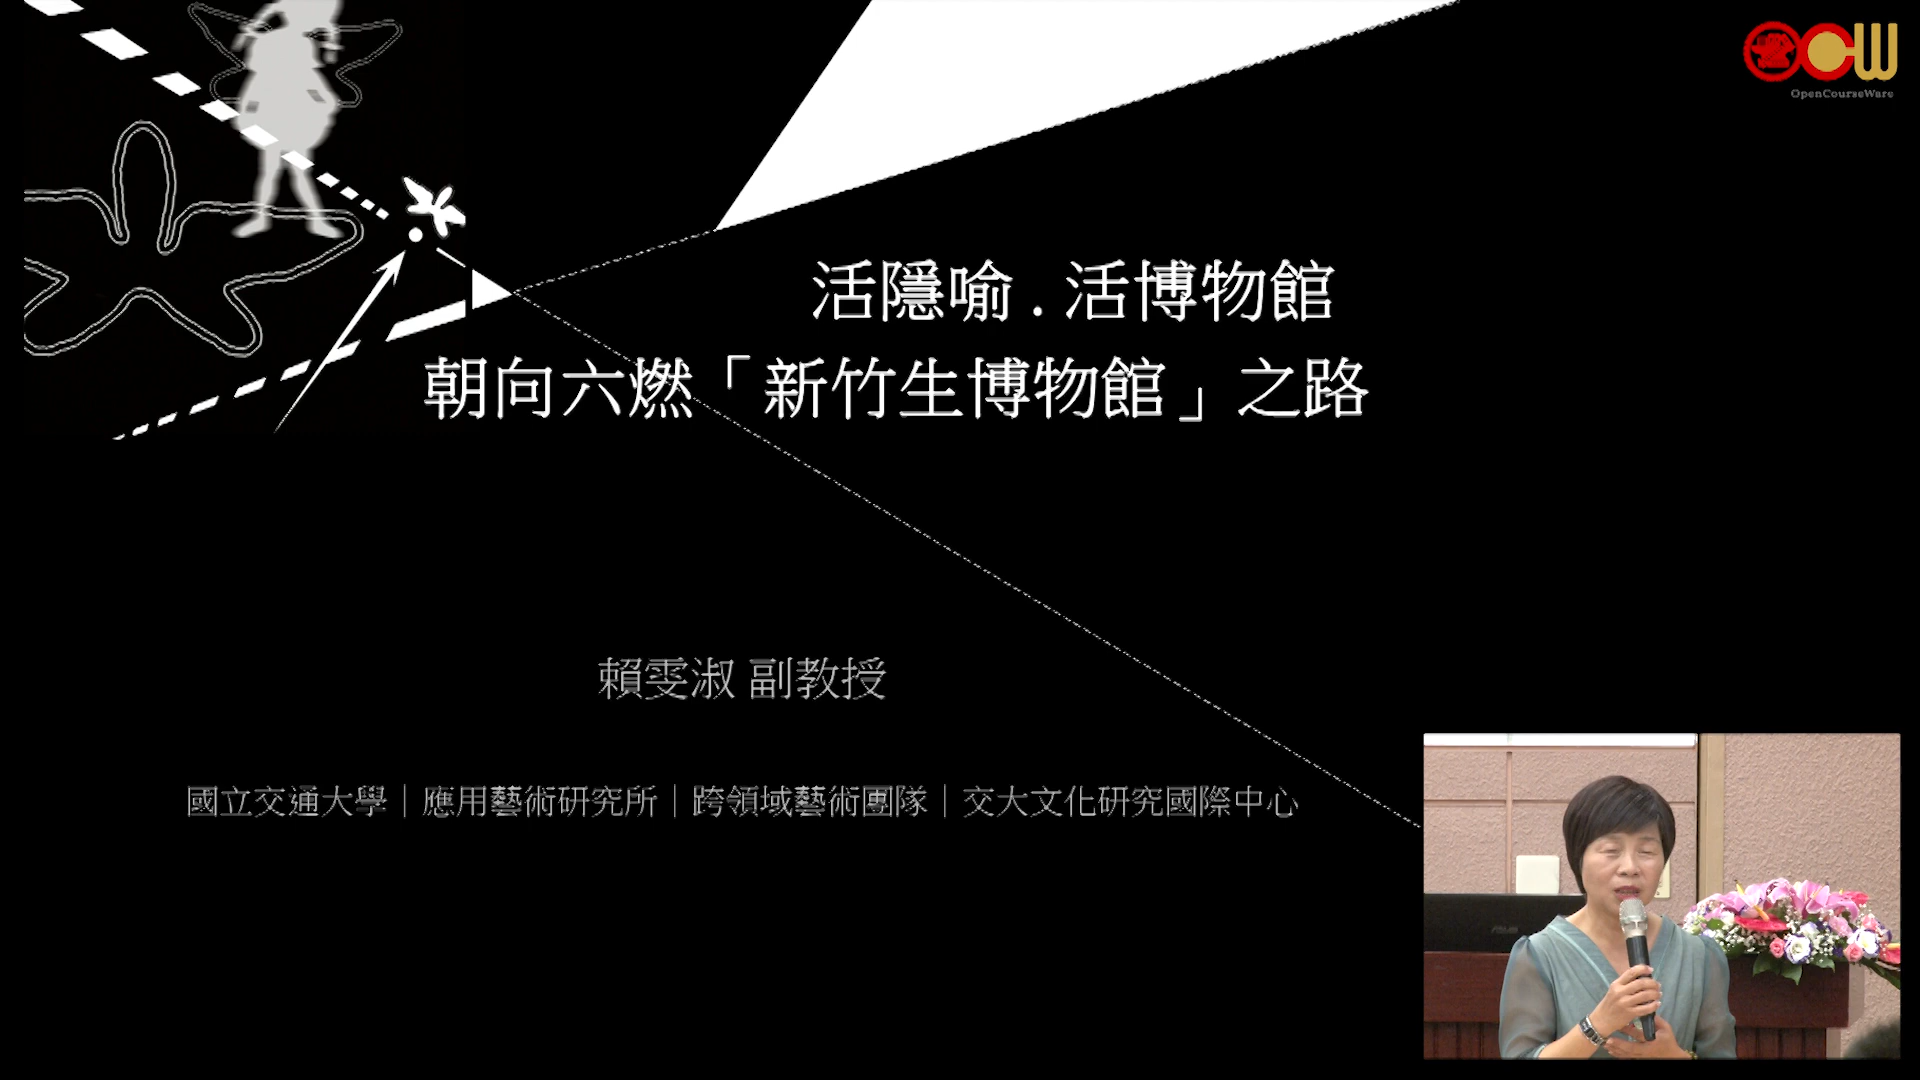 OpenCourseWare
活隱喻 . 活博物館
朝向六燃「新竹生博物館」之路
賴雯淑 副教授
國立交通大學｜應用藝術研究所｜跨領域藝術團隊｜交大文化研究國際中心